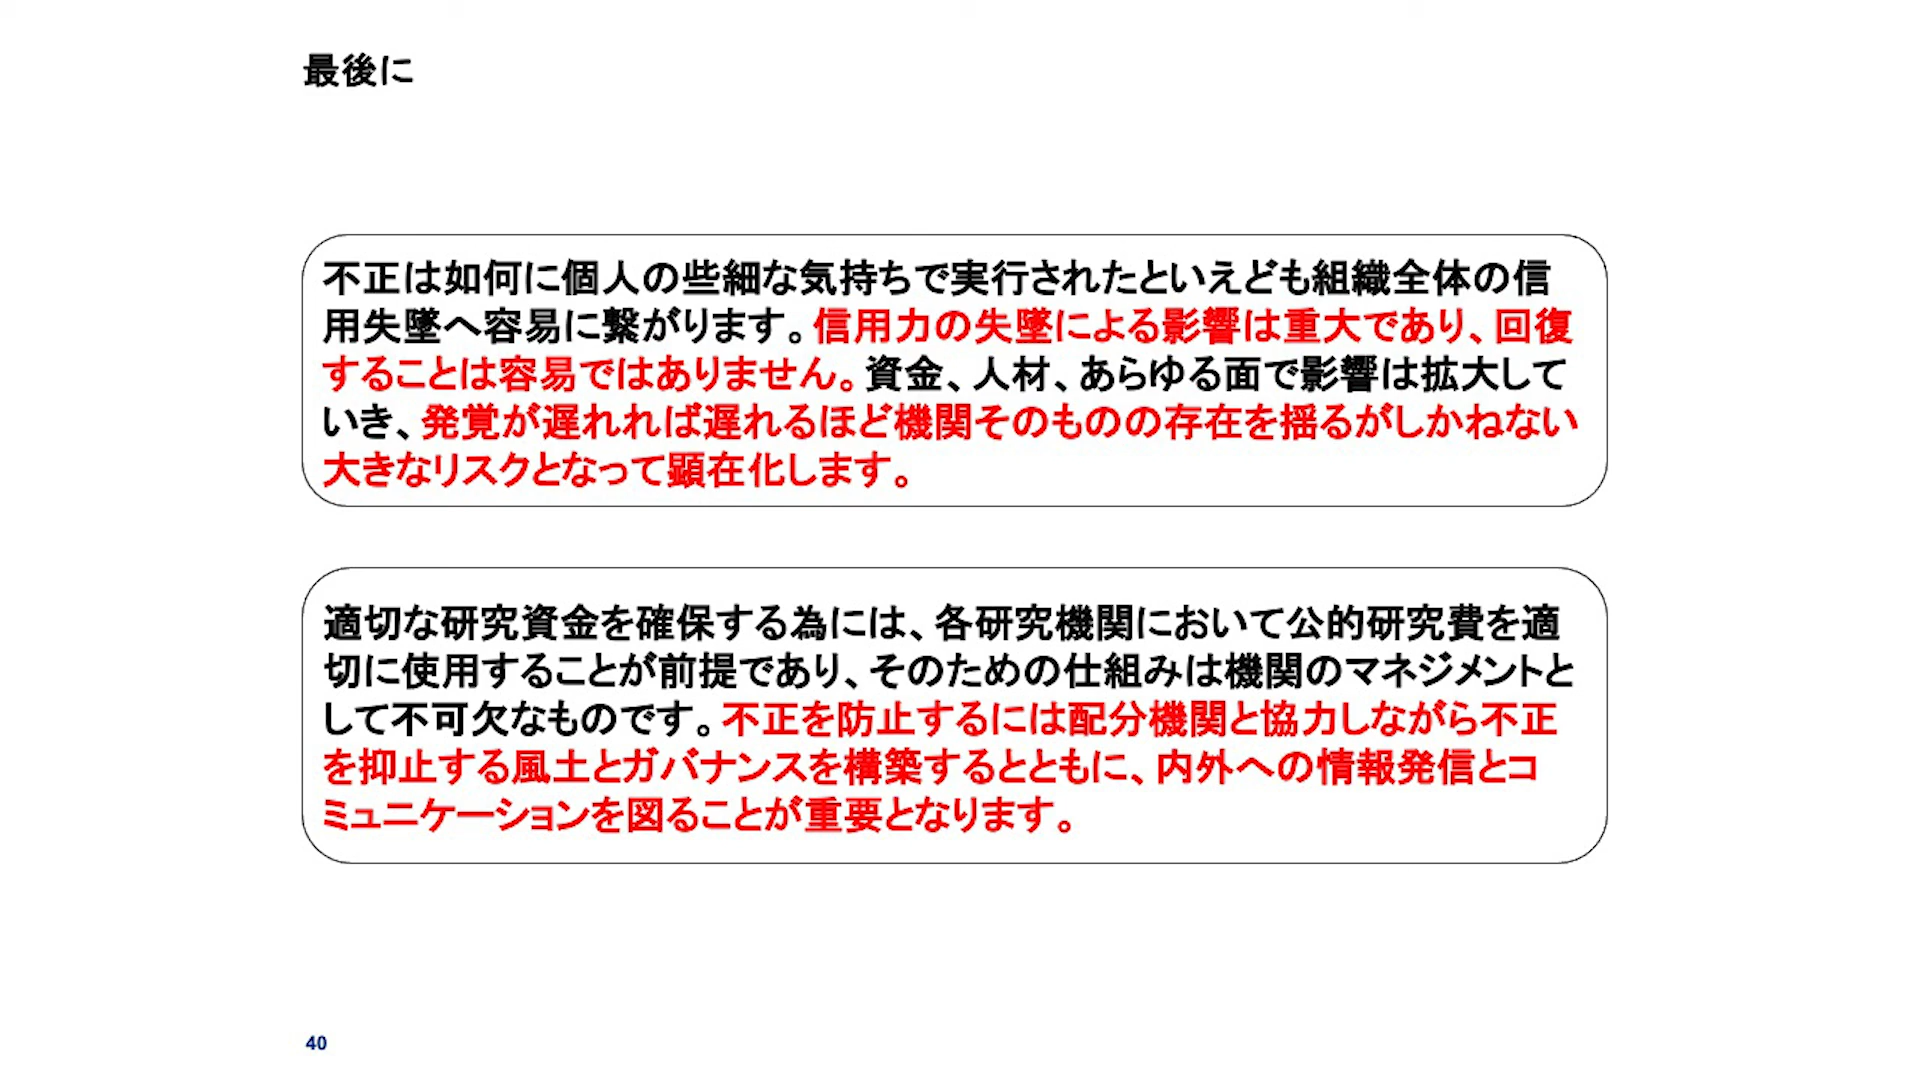 最後に
不正は如何に個人の些細な気持ちで実行されたといえども組織全体の信
用失墜へ容易に繋がります。信用力の失墜による影響は重大であり、回復
することは容易ではありません。資金、人材、あらゆる面で影響は拡大して
いき、発覚が遅れれば遅れるほど機関そのものの存在を揺るがしかねない
大きなリスクとなって顕在化します。
適切な研究資金を確保する為には、各研究機関において公的研究費を適
切に使用することが前提であり、そのための仕組みは機関のマネジメントと
して不可欠なものです。不正を防止するには配分機関と協力しながら不正
を抑止する風土とガバナンスを構築するとともに、内外への情報発信とコ
ミュニケーションを図ることが重要となります。
40